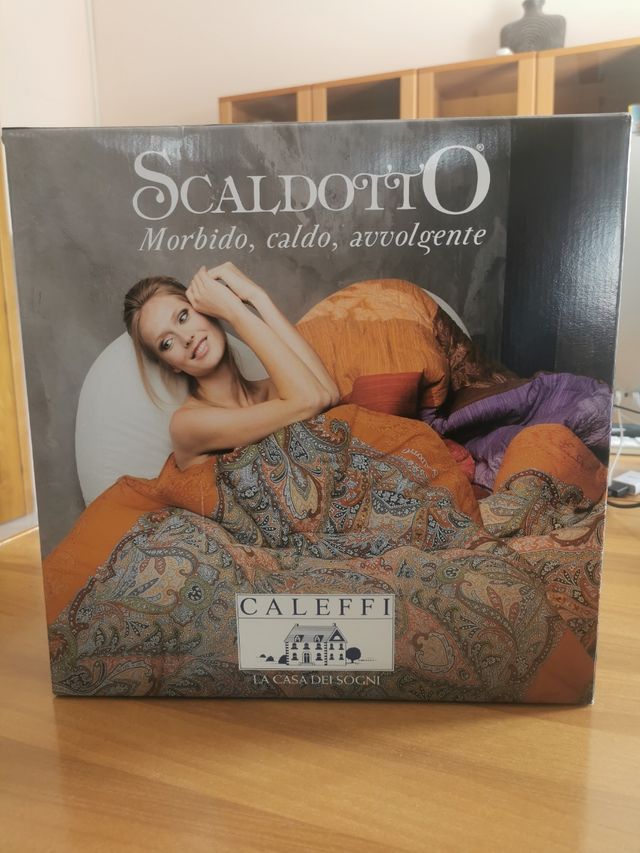 SCALDOTTO®
Morbido, caldo, avvolgente
CALEFFI
LA CASA DEI SOGNI